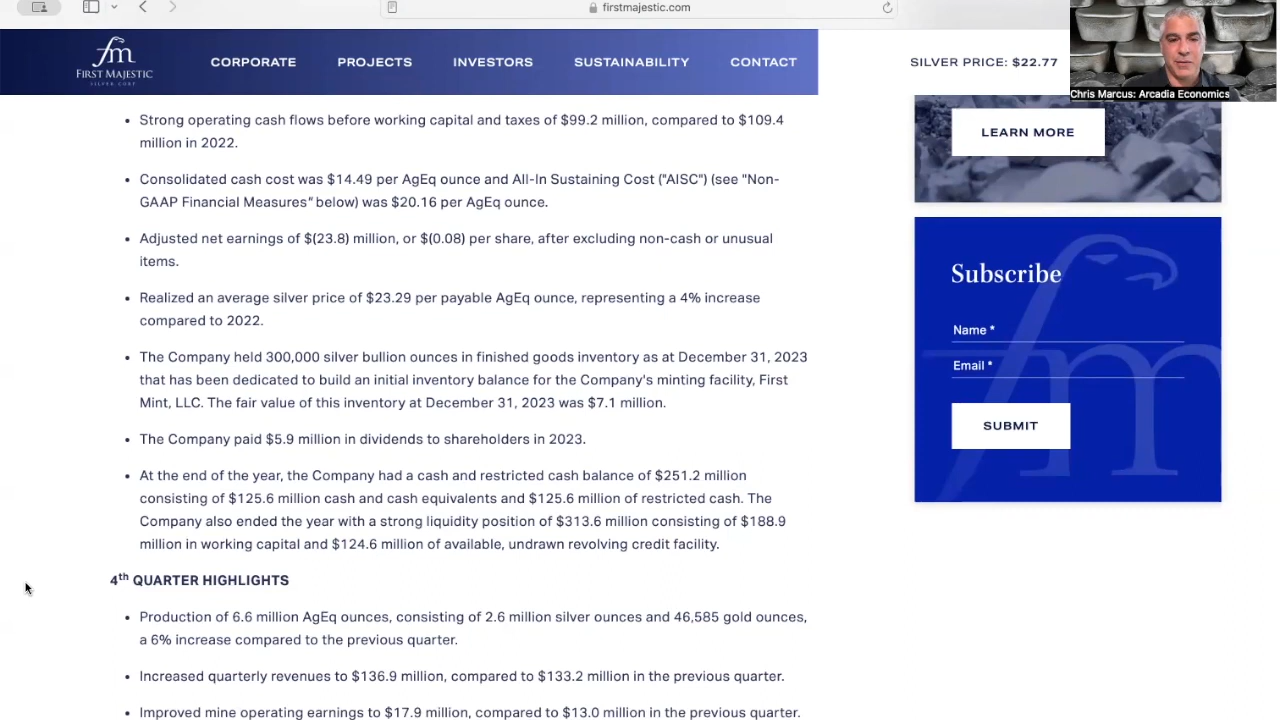 firstmajestic.com
fm
FIRST MAJESTIC
SILVER CORP
CORPORATE
PROJECTS
INVESTORS
SUSTAINABILITY
CONTACT
SILVER PRICE: $22.77
Chris Marcus: Arcadia Economics
• Strong operating cash flows before working capital and taxes of $99.2 million, compared to $109.4
million in 2022.
• Consolidated cash cost was $14.49 per AgEq ounce and All-In Sustaining Cost ("AISC") (see "Non-
GAAP Financial Measures" below) was $20.16 per AgEq ounce.
• Adjusted net earnings of $(23.8) million, or $(0.08) per share, after excluding non-cash or unusual
items.
• Realized an average silver price of $23.29 per payable AgEq ounce, representing a 4% increase
compared to 2022.
• The Company held 300,000 silver bullion ounces in finished goods inventory as at December 31, 2023
that has been dedicated to build an initial inventory balance for the Company's minting facility, First
Mint, LLC. The fair value of this inventory at December 31, 2023 was $7.1 million.
• The Company paid $5.9 million in dividends to shareholders in 2023.
• At the end of the year, the Company had a cash and restricted cash balance of $251.2 million
consisting of $125.6 million cash and cash equivalents and $125.6 million of restricted cash. The
Company also ended the year with a strong liquidity position of $313.6 million consisting of $188.9
million in working capital and $124.6 million of available, undrawn revolving credit facility.
4th QUARTER HIGHLIGHTS
• Production of 6.6 million AgEq ounces, consisting of 2.6 million silver ounces and 46,585 gold ounces,
a 6% increase compared to the previous quarter.
• Increased quarterly revenues to $136.9 million, compared to $133.2 million in the previous quarter.
• Improved mine operating earnings to $17.9 million, compared to $13.0 million in the previous quarter.
LEARN MORE
Subscribe
Name *
Email *
SUBMIT
fm